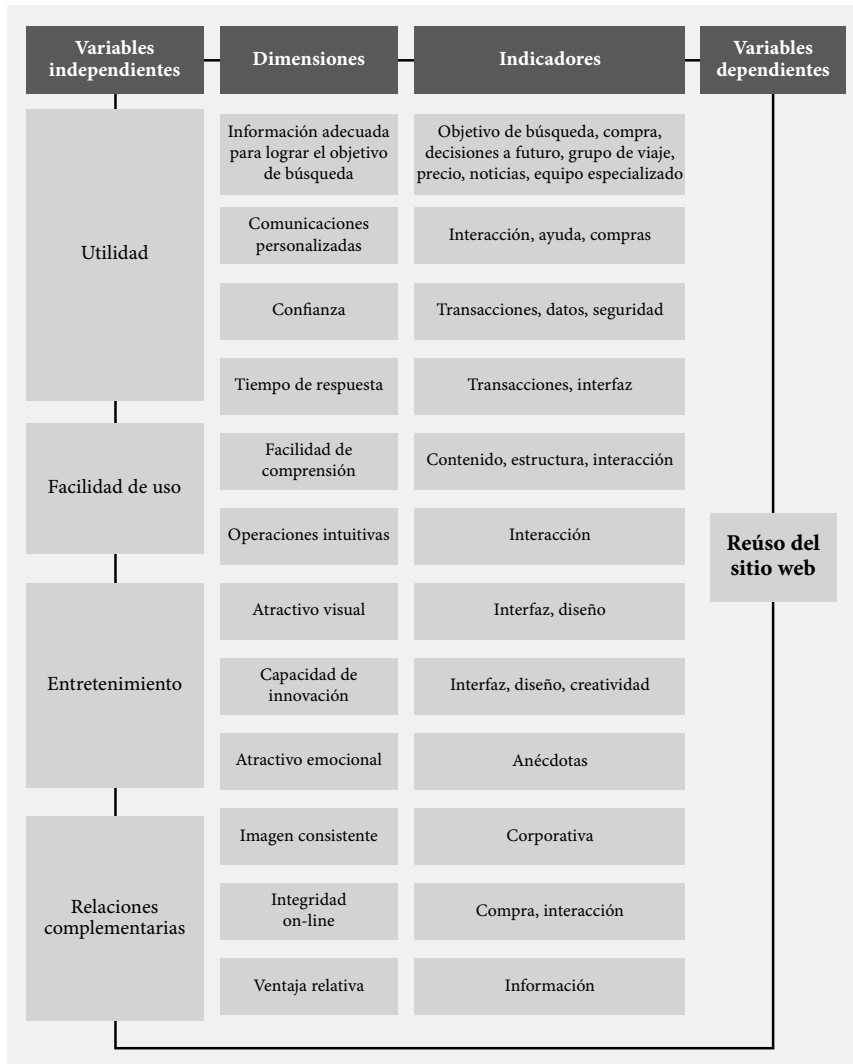 Variables
independientes
Dimensiones
Indicadores
Variables
dependientes
Utilidad
Información adecuada
para lograr el objetivo
de búsqueda
Objetivo de búsqueda, compra,
decisiones a futuro, grupo de viaje,
precio, noticias, equipo especializado
Comunicaciones
personalizadas
Interacción, ayuda, compras
Confianza
Transacciones, datos, seguridad
Tiempo de respuesta
Transacciones, interfaz
Facilidad de uso
Facilidad de
comprensión
Contenido, estructura, interacción
Operaciones intuitivas
Interacción
Entretenimiento
Atractivo visual
Interfaz, diseño
Capacidad de
innovación
Interfaz, diseño, creatividad
Atractivo emocional
Anécdotas
Relaciones
complementarias
Imagen consistente
Corporativa
Integridad
on-line
Compra, interacción
Ventaja relativa
Información
Reúso del
sitio web